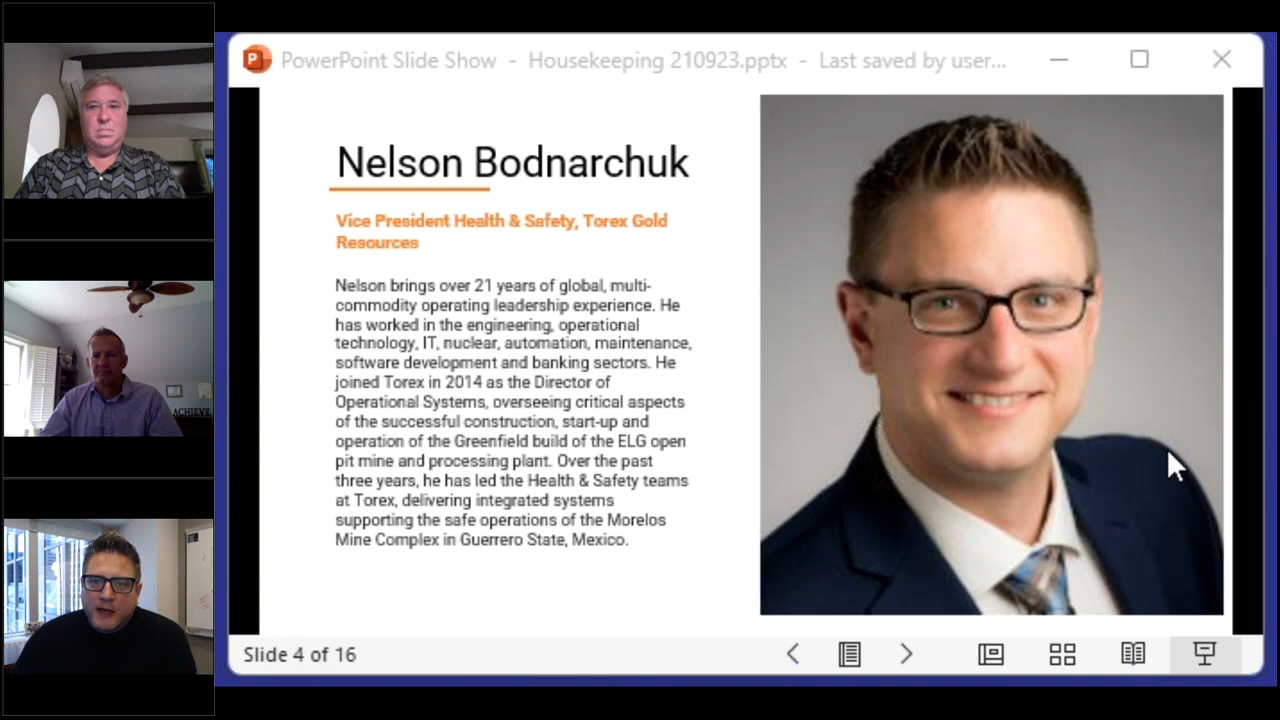 PowerPoint Slide Show - Housekeeping 210923.pptx - Last saved by user...
Nelson Bodnarchuk
Vice President Health & Safety, Torex Gold
Resources
Nelson brings over 21 years of global, multi-
commodity operating leadership experience. He
has worked in the engineering, operational
technology, IT, nuclear, automation, maintenance,
software development and banking sectors. He
joined Torex in 2014 as the Director of
Operational Systems, overseeing critical aspects
of the successful construction, start-up and
operation of the Greenfield build of the ELG open
pit mine and processing plant. Over the past
three years, he has led the Health & Safety teams
at Torex, delivering integrated systems
supporting the safe operations of the Morelos
Mine Complex in Guerrero State, Mexico.
Slide 4 of 16
ACHIEVE